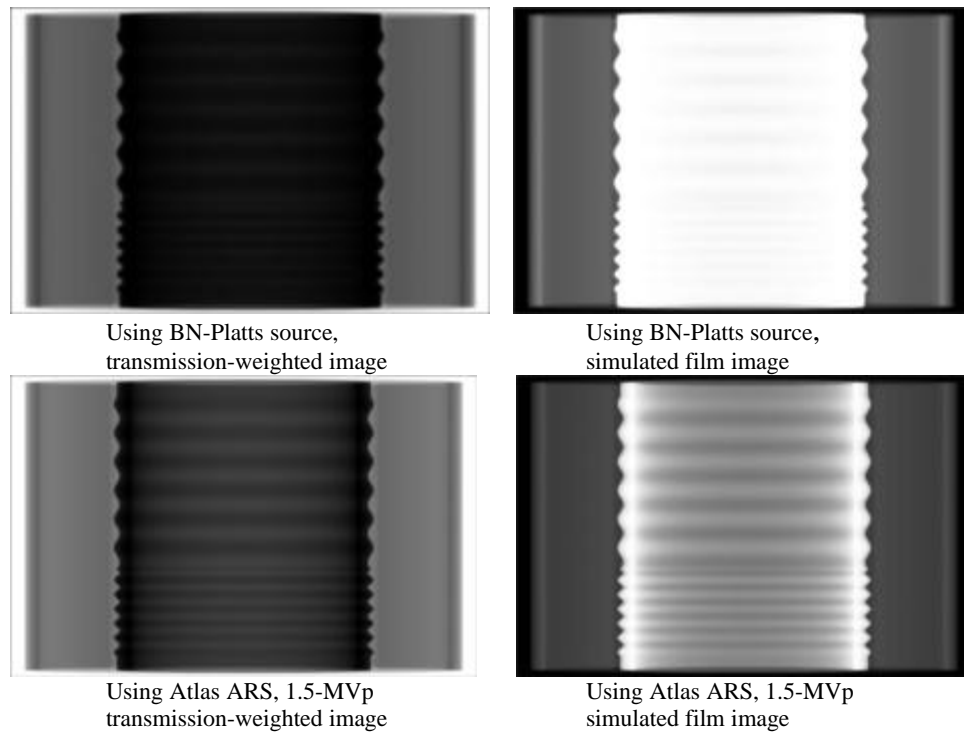 Using BN-Platts source,
transmission-weighted image
Using BN-Platts source,
simulated film image
Using Atlas ARS, 1.5-MVp
transmission-weighted image
Using Atlas ARS, 1.5-MVp
simulated film image